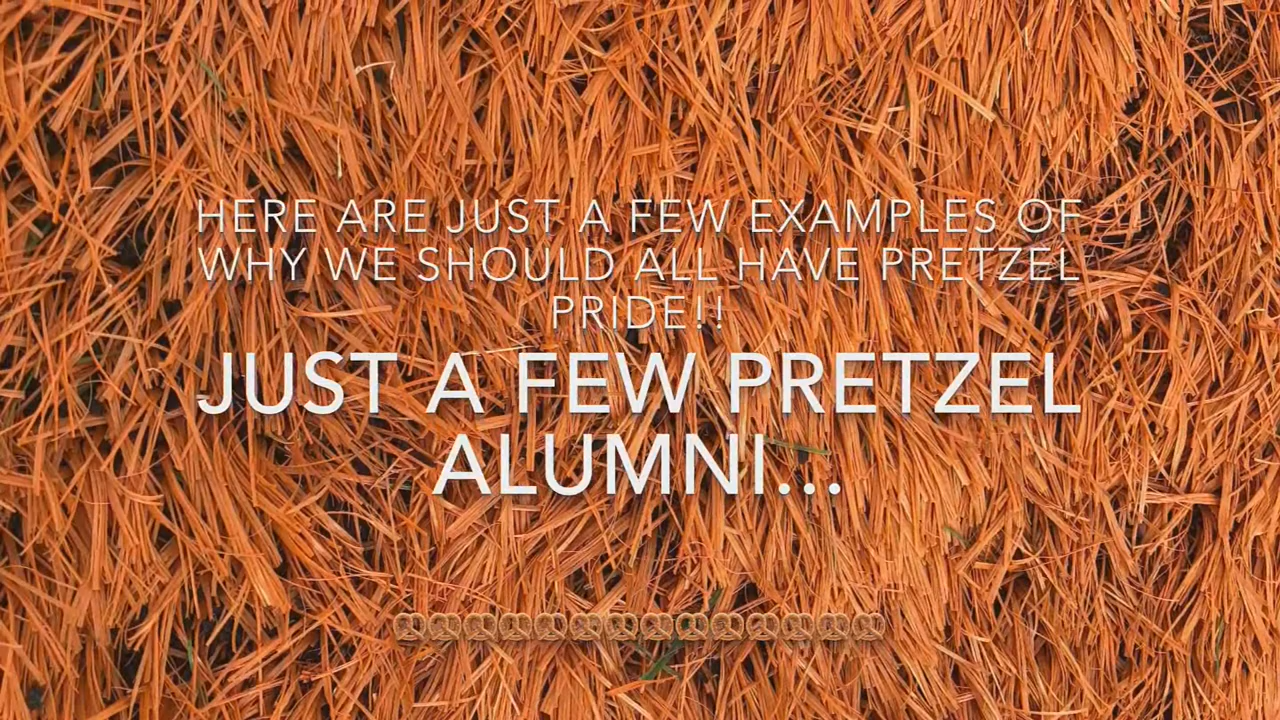 HERE ARE JUST A FEW EXAMPLES OF
WHY WE SHOULD ALL HAVE PRETZEL
PRIDE!!
JUST A FEW PRETZEL
ALUMNI...
🥨🥨🥨🥨🥨🥨🥨🥨🥨🥨🥨🥨🥨🥨